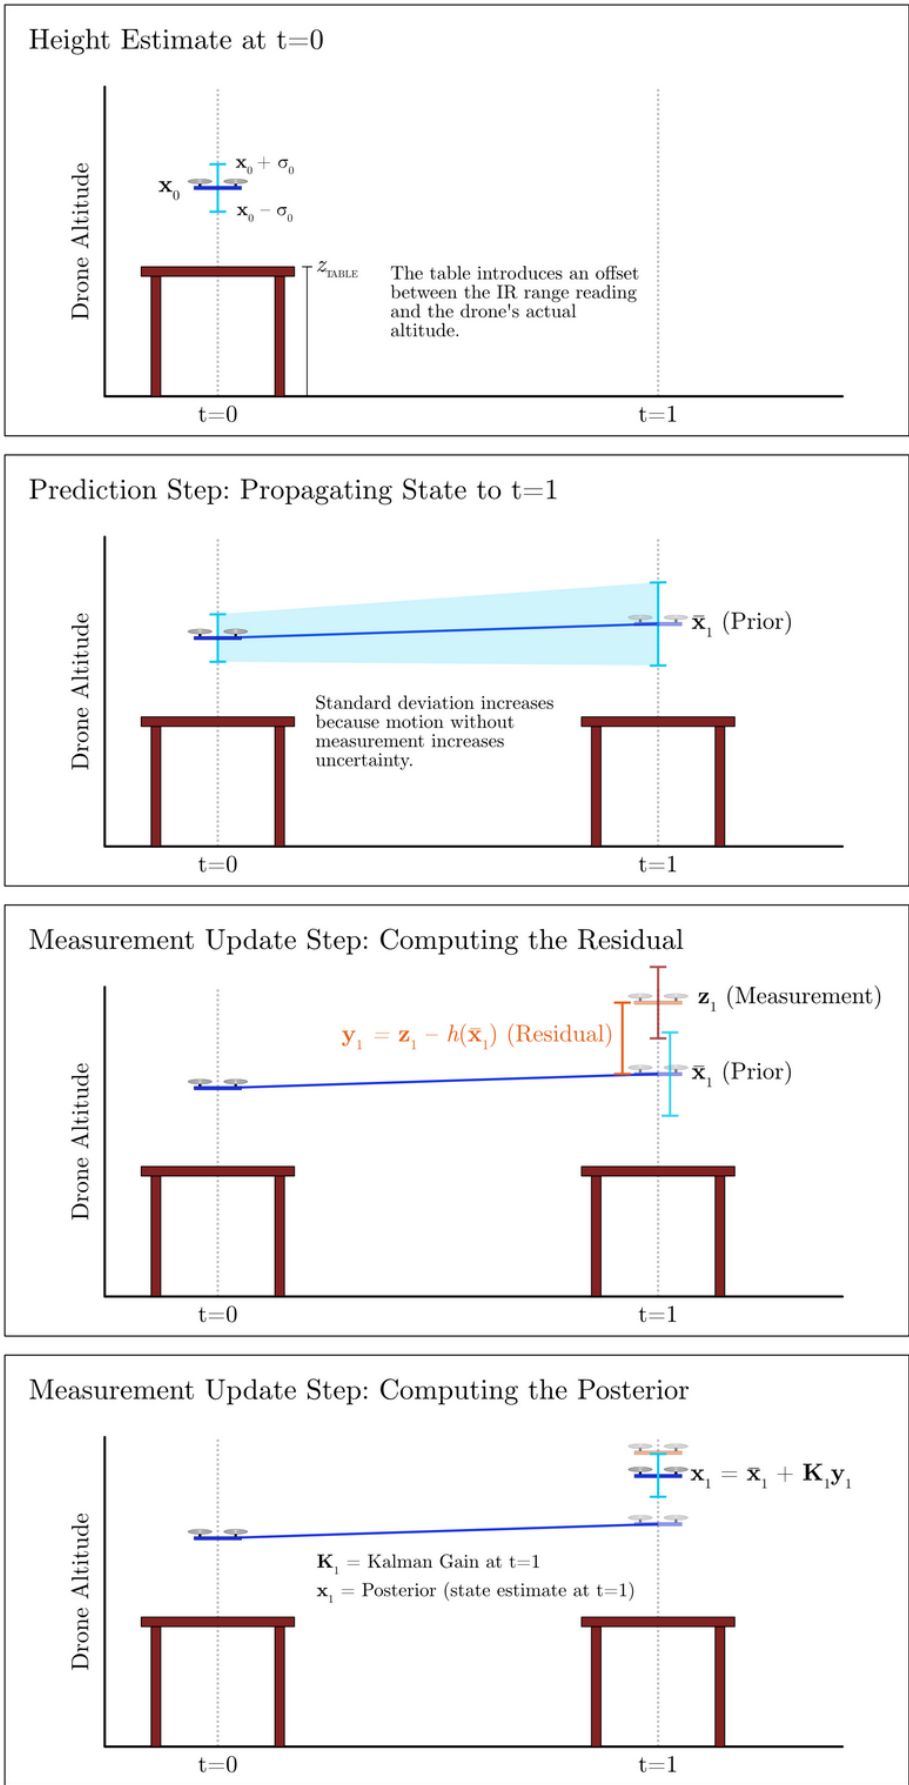 Height Estimate at t=0
Drone Altitude
x₀ + σ₀
x₀
x₀ − σ₀
z_TABLE
The table introduces an offset
between the IR range reading
and the drone's actual
altitude.
t=0
t=1
Prediction Step: Propagating State to t=1
Drone Altitude
x̄₁ (Prior)
Standard deviation increases
because motion without
measurement increases
uncertainty.
t=0
t=1
Measurement Update Step: Computing the Residual
Drone Altitude
z₁ (Measurement)
y₁ = z₁ − h(x̄₁) (Residual)
x̄₁ (Prior)
t=0
t=1
Measurement Update Step: Computing the Posterior
Drone Altitude
x₁ = x̄₁ + K₁y₁
K₁ = Kalman Gain at t=1
x₁ = Posterior (state estimate at t=1)
t=0
t=1